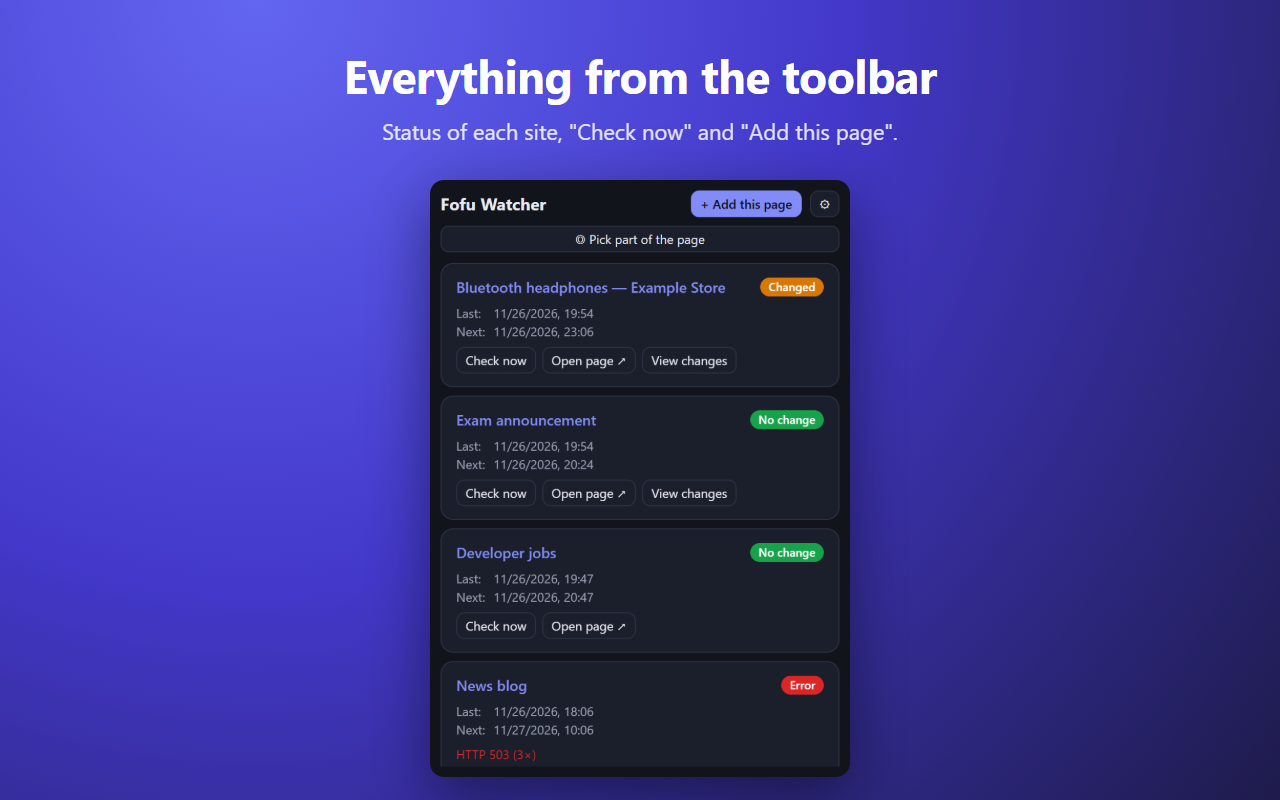 Everything from the toolbar
Status of each site, "Check now" and "Add this page".
Fofu Watcher
+ Add this page
⚙
◎ Pick part of the page
Bluetooth headphones — Example Store
Changed
Last: 11/26/2026, 19:54
Next: 11/26/2026, 23:06
Check now
Open page ↗
View changes
Exam announcement
No change
Last: 11/26/2026, 19:54
Next: 11/26/2026, 20:24
Check now
Open page ↗
View changes
Developer jobs
No change
Last: 11/26/2026, 19:47
Next: 11/26/2026, 20:47
Check now
Open page ↗
News blog
Error
Last: 11/26/2026, 18:06
Next: 11/27/2026, 10:06
HTTP 503 (3×)